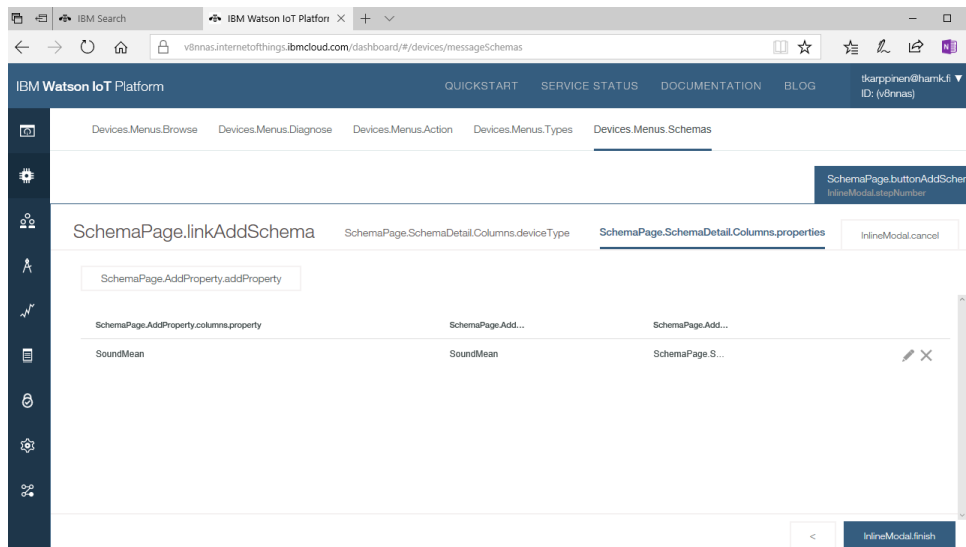 IBM Search
IBM Watson IoT Platforr
v8nnas.internetofthings.ibmcloud.com/dashboard/#/devices/messageSchemas
IBM Watson IoT Platform
QUICKSTART SERVICE STATUS DOCUMENTATION BLOG
tkarppinen@hamk.fi ▼
ID: (v8nnas)
Devices.Menus.Browse Devices.Menus.Diagnose Devices.Menus.Action Devices.Menus.Types Devices.Menus.Schemas
SchemaPage.buttonAddScher
InlineModal.stepNumber
SchemaPage.linkAddSchema SchemaPage.SchemaDetail.Columns.deviceType SchemaPage.SchemaDetail.Columns.properties InlineModal.cancel
SchemaPage.AddProperty.addProperty
SchemaPage.AddProperty.columns.property SchemaPage.Add... SchemaPage.Add...
SoundMean SoundMean SchemaPage.S...
< InlineModal.finish